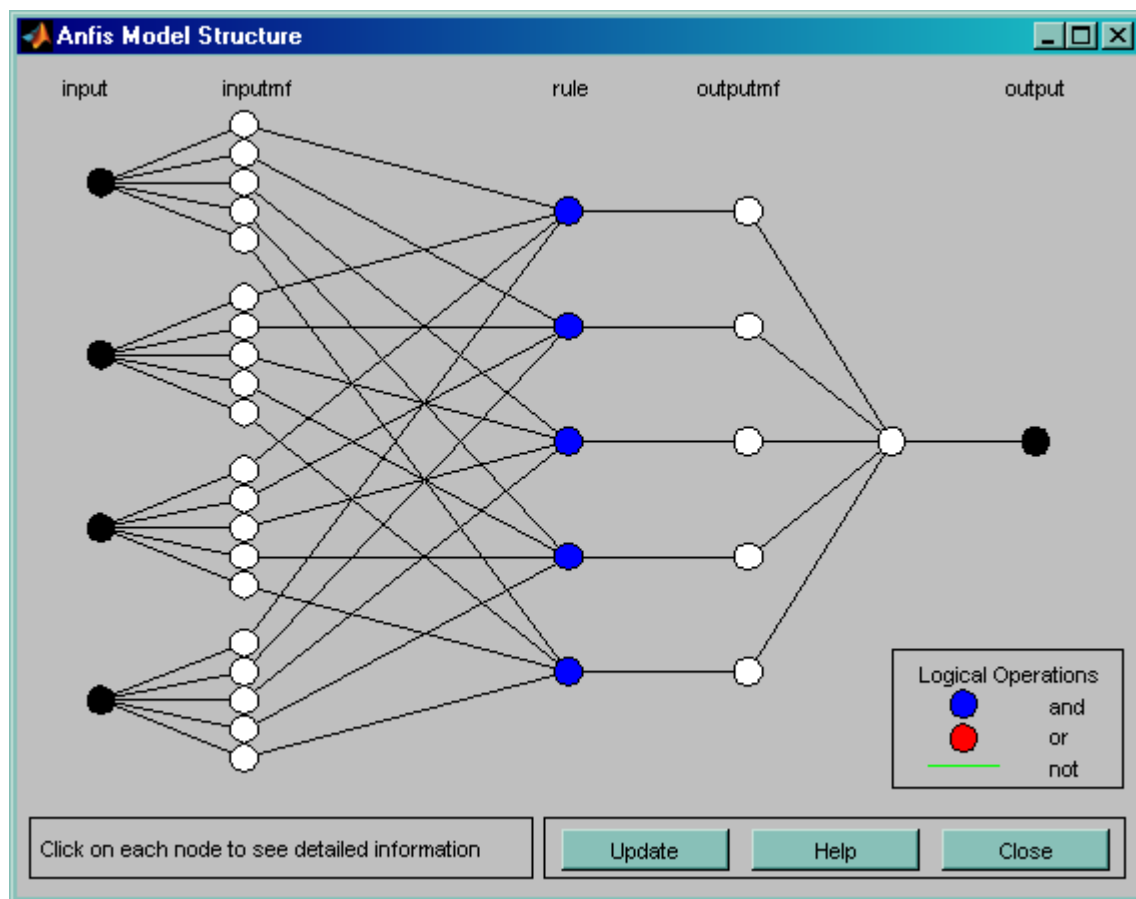 Anfis Model Structure
input inputmf rule outputmf output
Logical Operations
and
or
not
Click on each node to see detailed information
Update Help Close